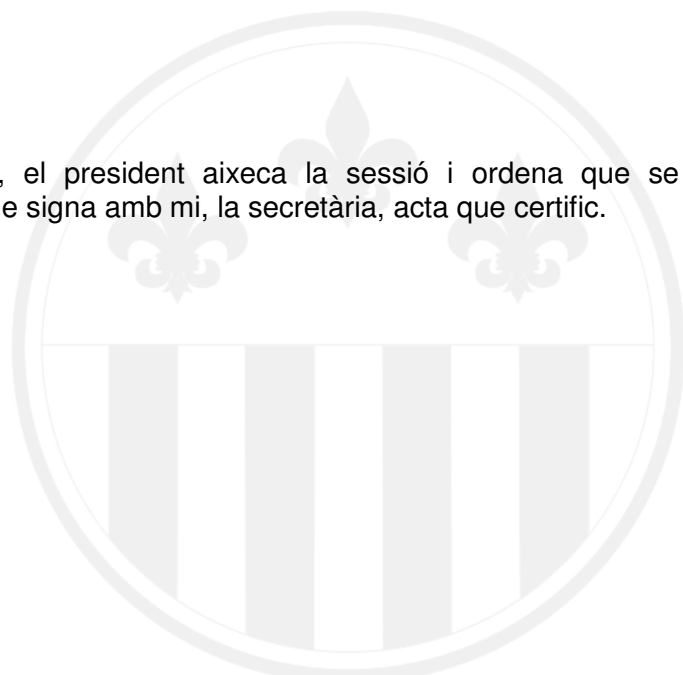 , el president aixeca la sessió i ordena que se
e signa amb mi, la secretària, acta que certific.